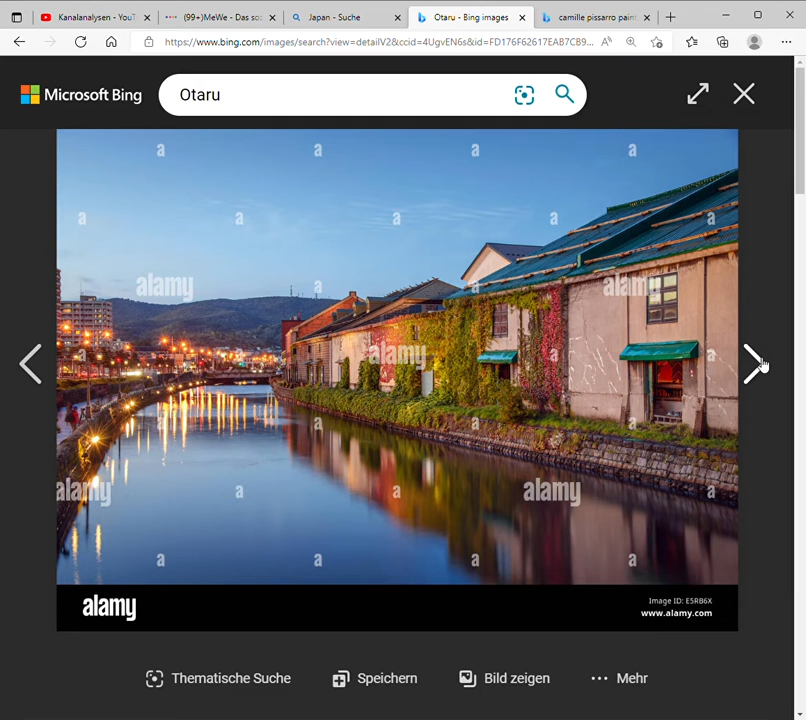 Kanalanalysen - YouT
(99+)MeWe - Das so
Japan - Suche
Otaru - Bing images
camille pissarro pain
https://www.bing.com/images/search?view=detailV2&ccid=4UgvEN6s&id=FD176F62617EAB7CB9...
Microsoft Bing
Otaru
a a a a
a a a a a
alamy a alamy
a alamy a a
a a a a
alamy a a alamy a
a a a a
alamy
Image ID: E5RB6X
www.alamy.com
Thematische Suche
Speichern
Bild zeigen
Mehr